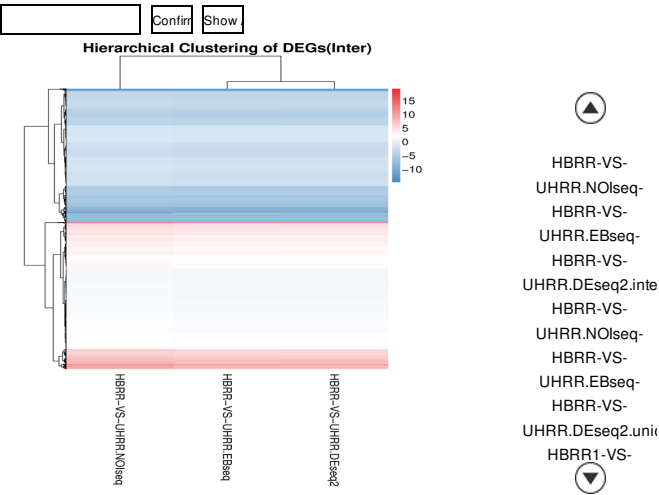 Confirm
Show
Hierarchical Clustering of DEGs(Inter)
15
10
5
0
−5
−10
HBRR−VS−UHRR.NOIseq
HBRR−VS−UHRR.EBseq
HBRR−VS−UHRR.DEseq2
HBRR-VS-
UHRR.NOIseq-
HBRR-VS-
UHRR.EBseq-
HBRR-VS-
UHRR.DEseq2.inte
HBRR-VS-
UHRR.NOIseq-
HBRR-VS-
UHRR.EBseq-
HBRR-VS-
UHRR.DEseq2.unio
HBRR1-VS-